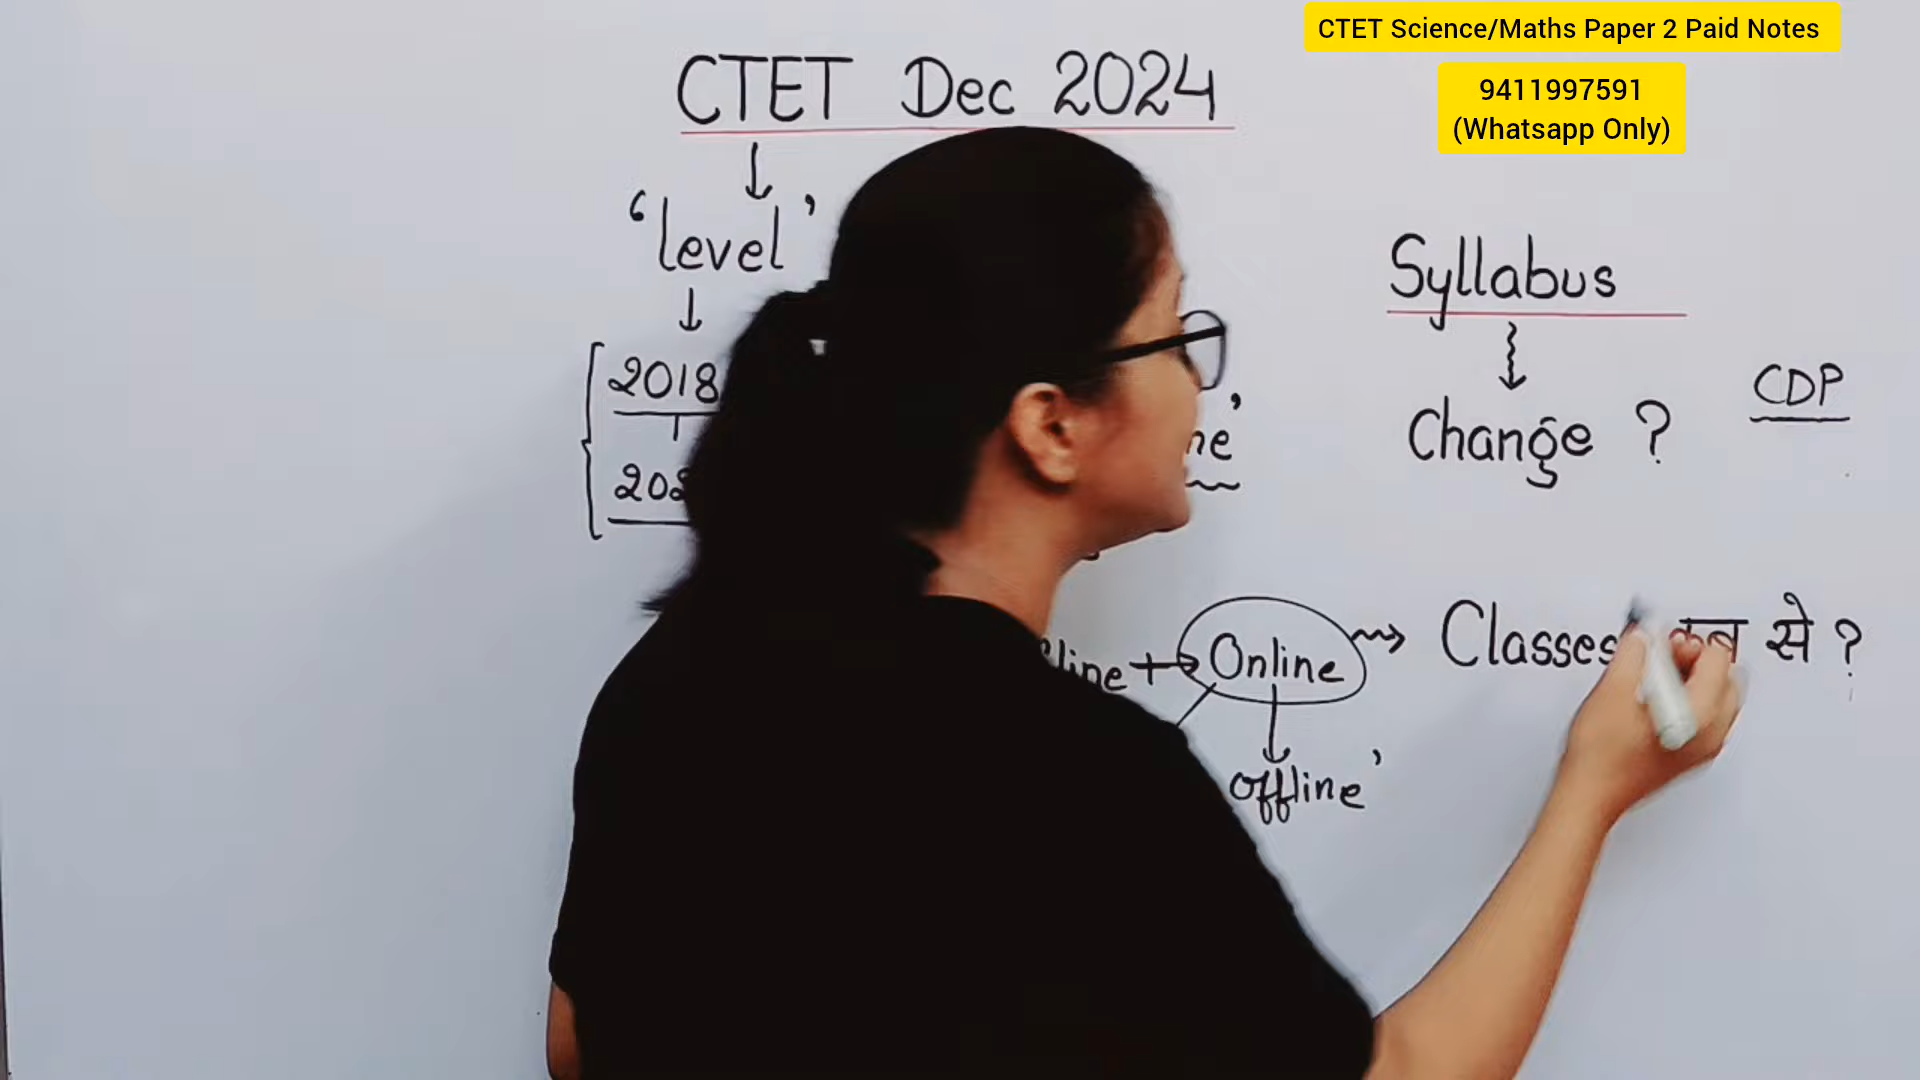 CTET Science/Maths Paper 2 Paid Notes
9411997591
(Whatsapp Only)
CTET Dec 2024
'level'
2018
Syllabus
Change ?
CDP
Online
Classes कब से ?
offline'